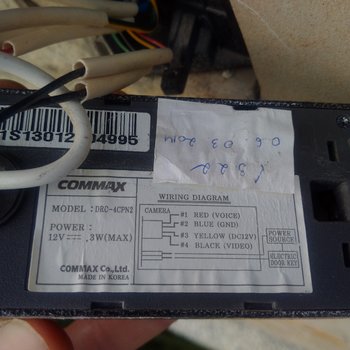 1S13012 04995
06.03 2014
1322
COMMAX
WIRING DIAGRAM
MODEL : DRC-4CPN2
CAMERA
#1 RED (VOICE)
#2 BLUE (GND)
#3 YELLOW (DC12V)
#4 BLACK (VIDEO)
POWER SOURCE
ELECTRIC DOOR KEY
POWER :
12V⎓, 3W(MAX)
COMMAX Co.,Ltd.
MADE IN KOREA